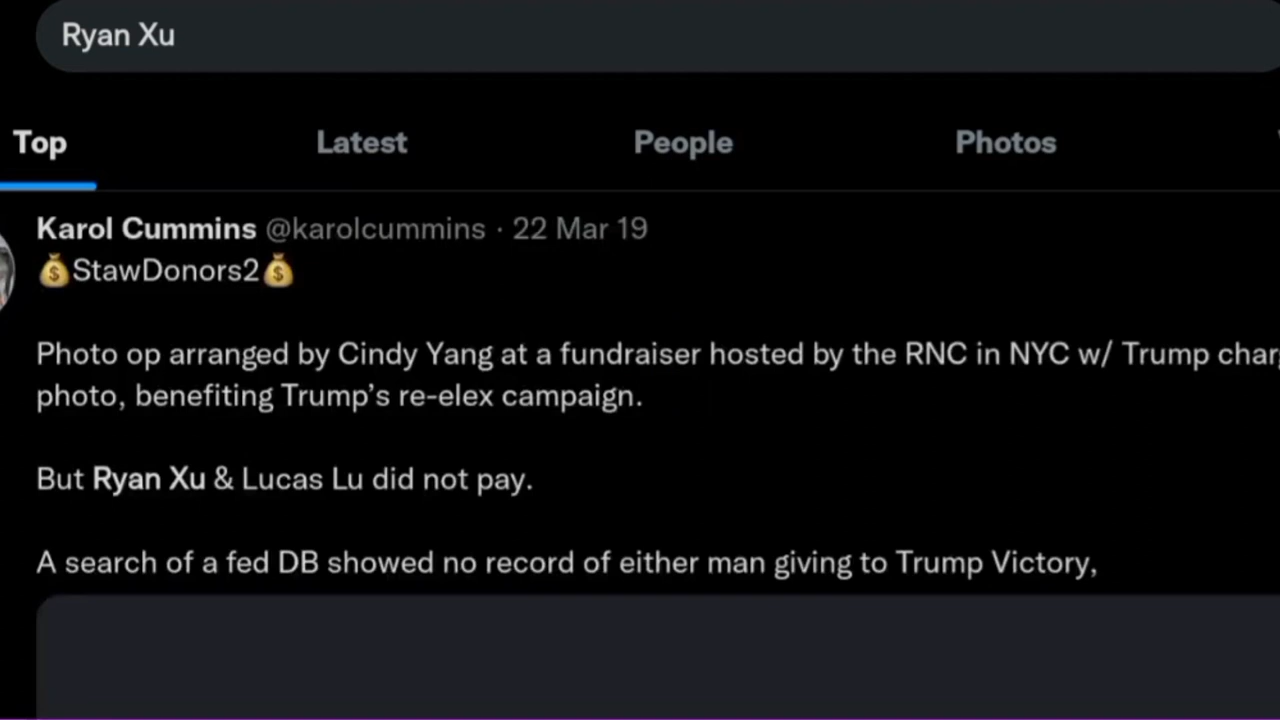 Ryan Xu
Top Latest People Photos
Karol Cummins @karolcummins · 22 Mar 19
💰StawDonors2💰
Photo op arranged by Cindy Yang at a fundraiser hosted by the RNC in NYC w/ Trump
photo, benefiting Trump’s re-elex campaign.
But Ryan Xu & Lucas Lu did not pay.
A search of a fed DB showed no record of either man giving to Trump Victory,